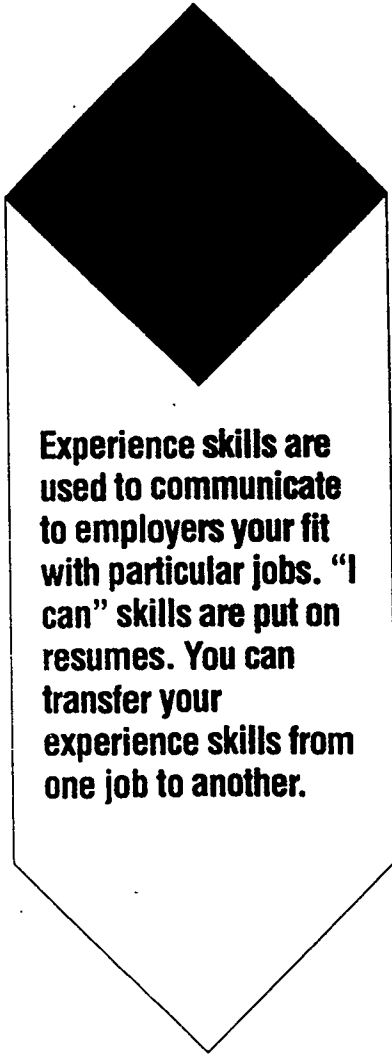 Experience skills are
used to communicate
to employers your fit
with particular jobs. “I
can” skills are put on
resumes. You can
transfer your
experience skills from
one job to another.